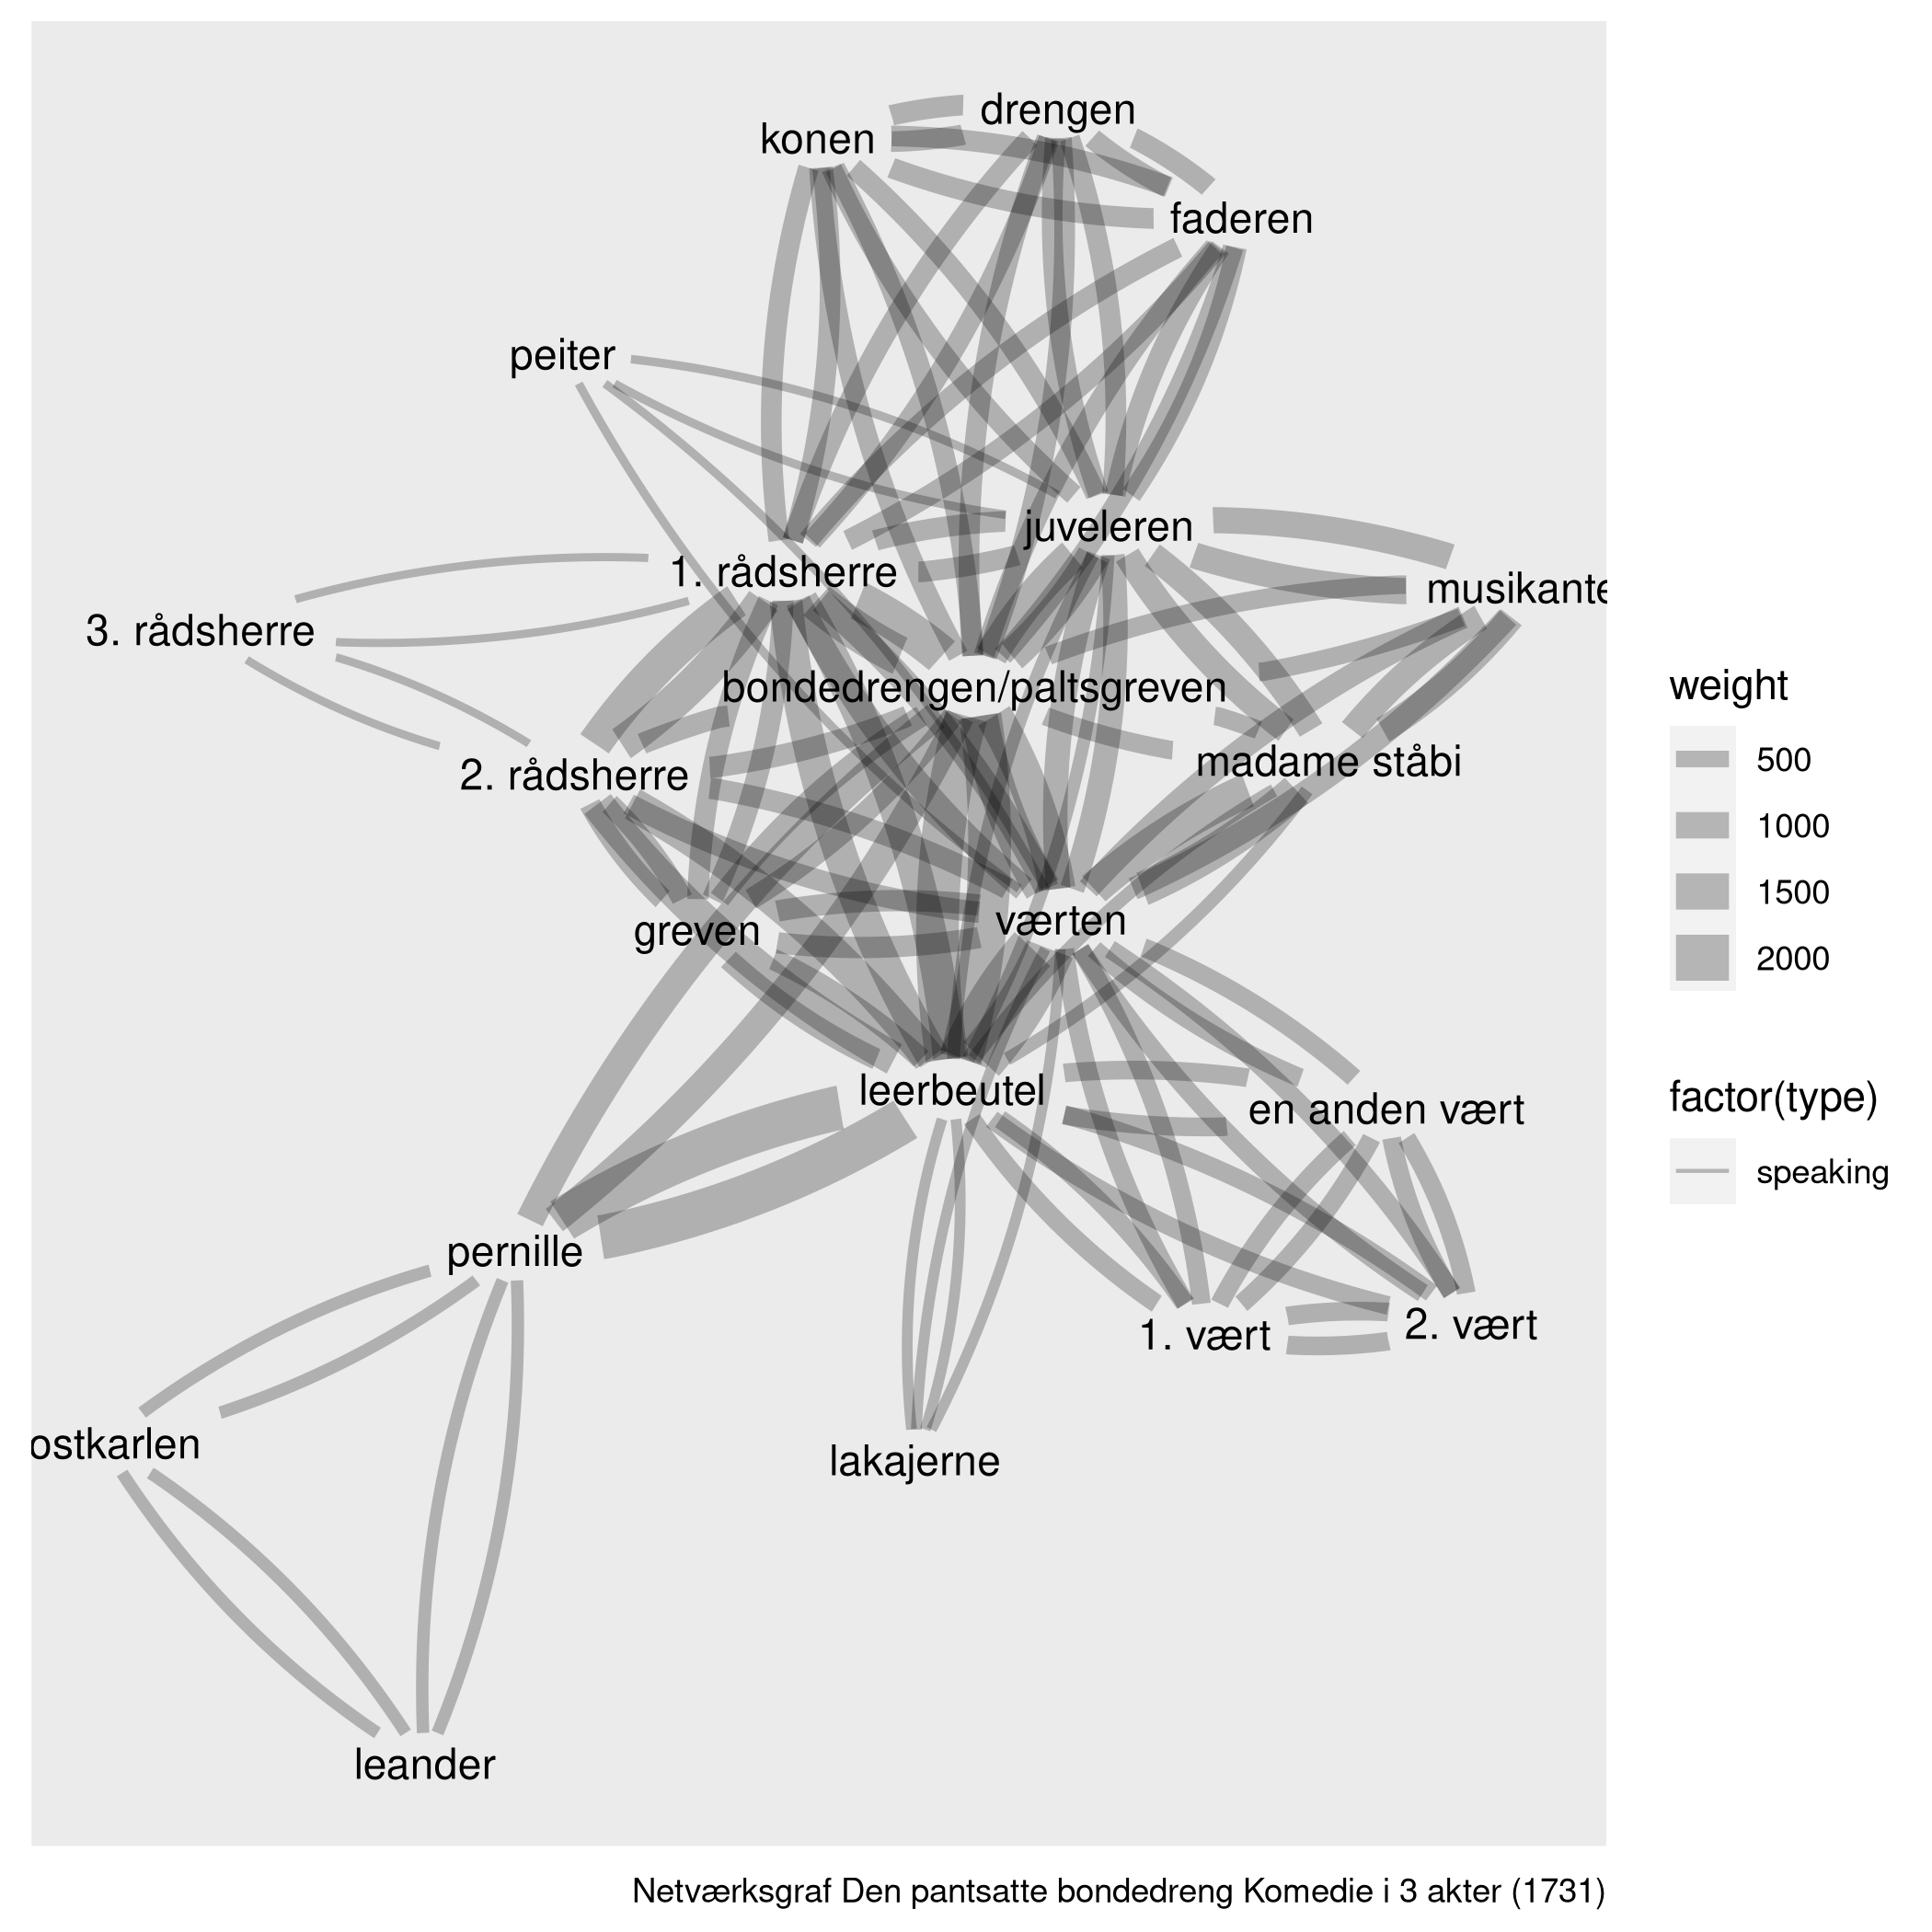 drengen
konen
faderen
peiter
juveleren
1. rådsherre
musikante
3. rådsherre
bondedrengen/paltsgreven
madame ståbi
2. rådsherre
værten
greven
leerbeutel
en anden vært
pernille
2. vært
1. vært
ostkarlen
lakajerne
leander
weight
500
1000
1500
2000
factor(type)
speaking
Netværksgraf Den pantsatte bondedreng Komedie i 3 akter (1731)